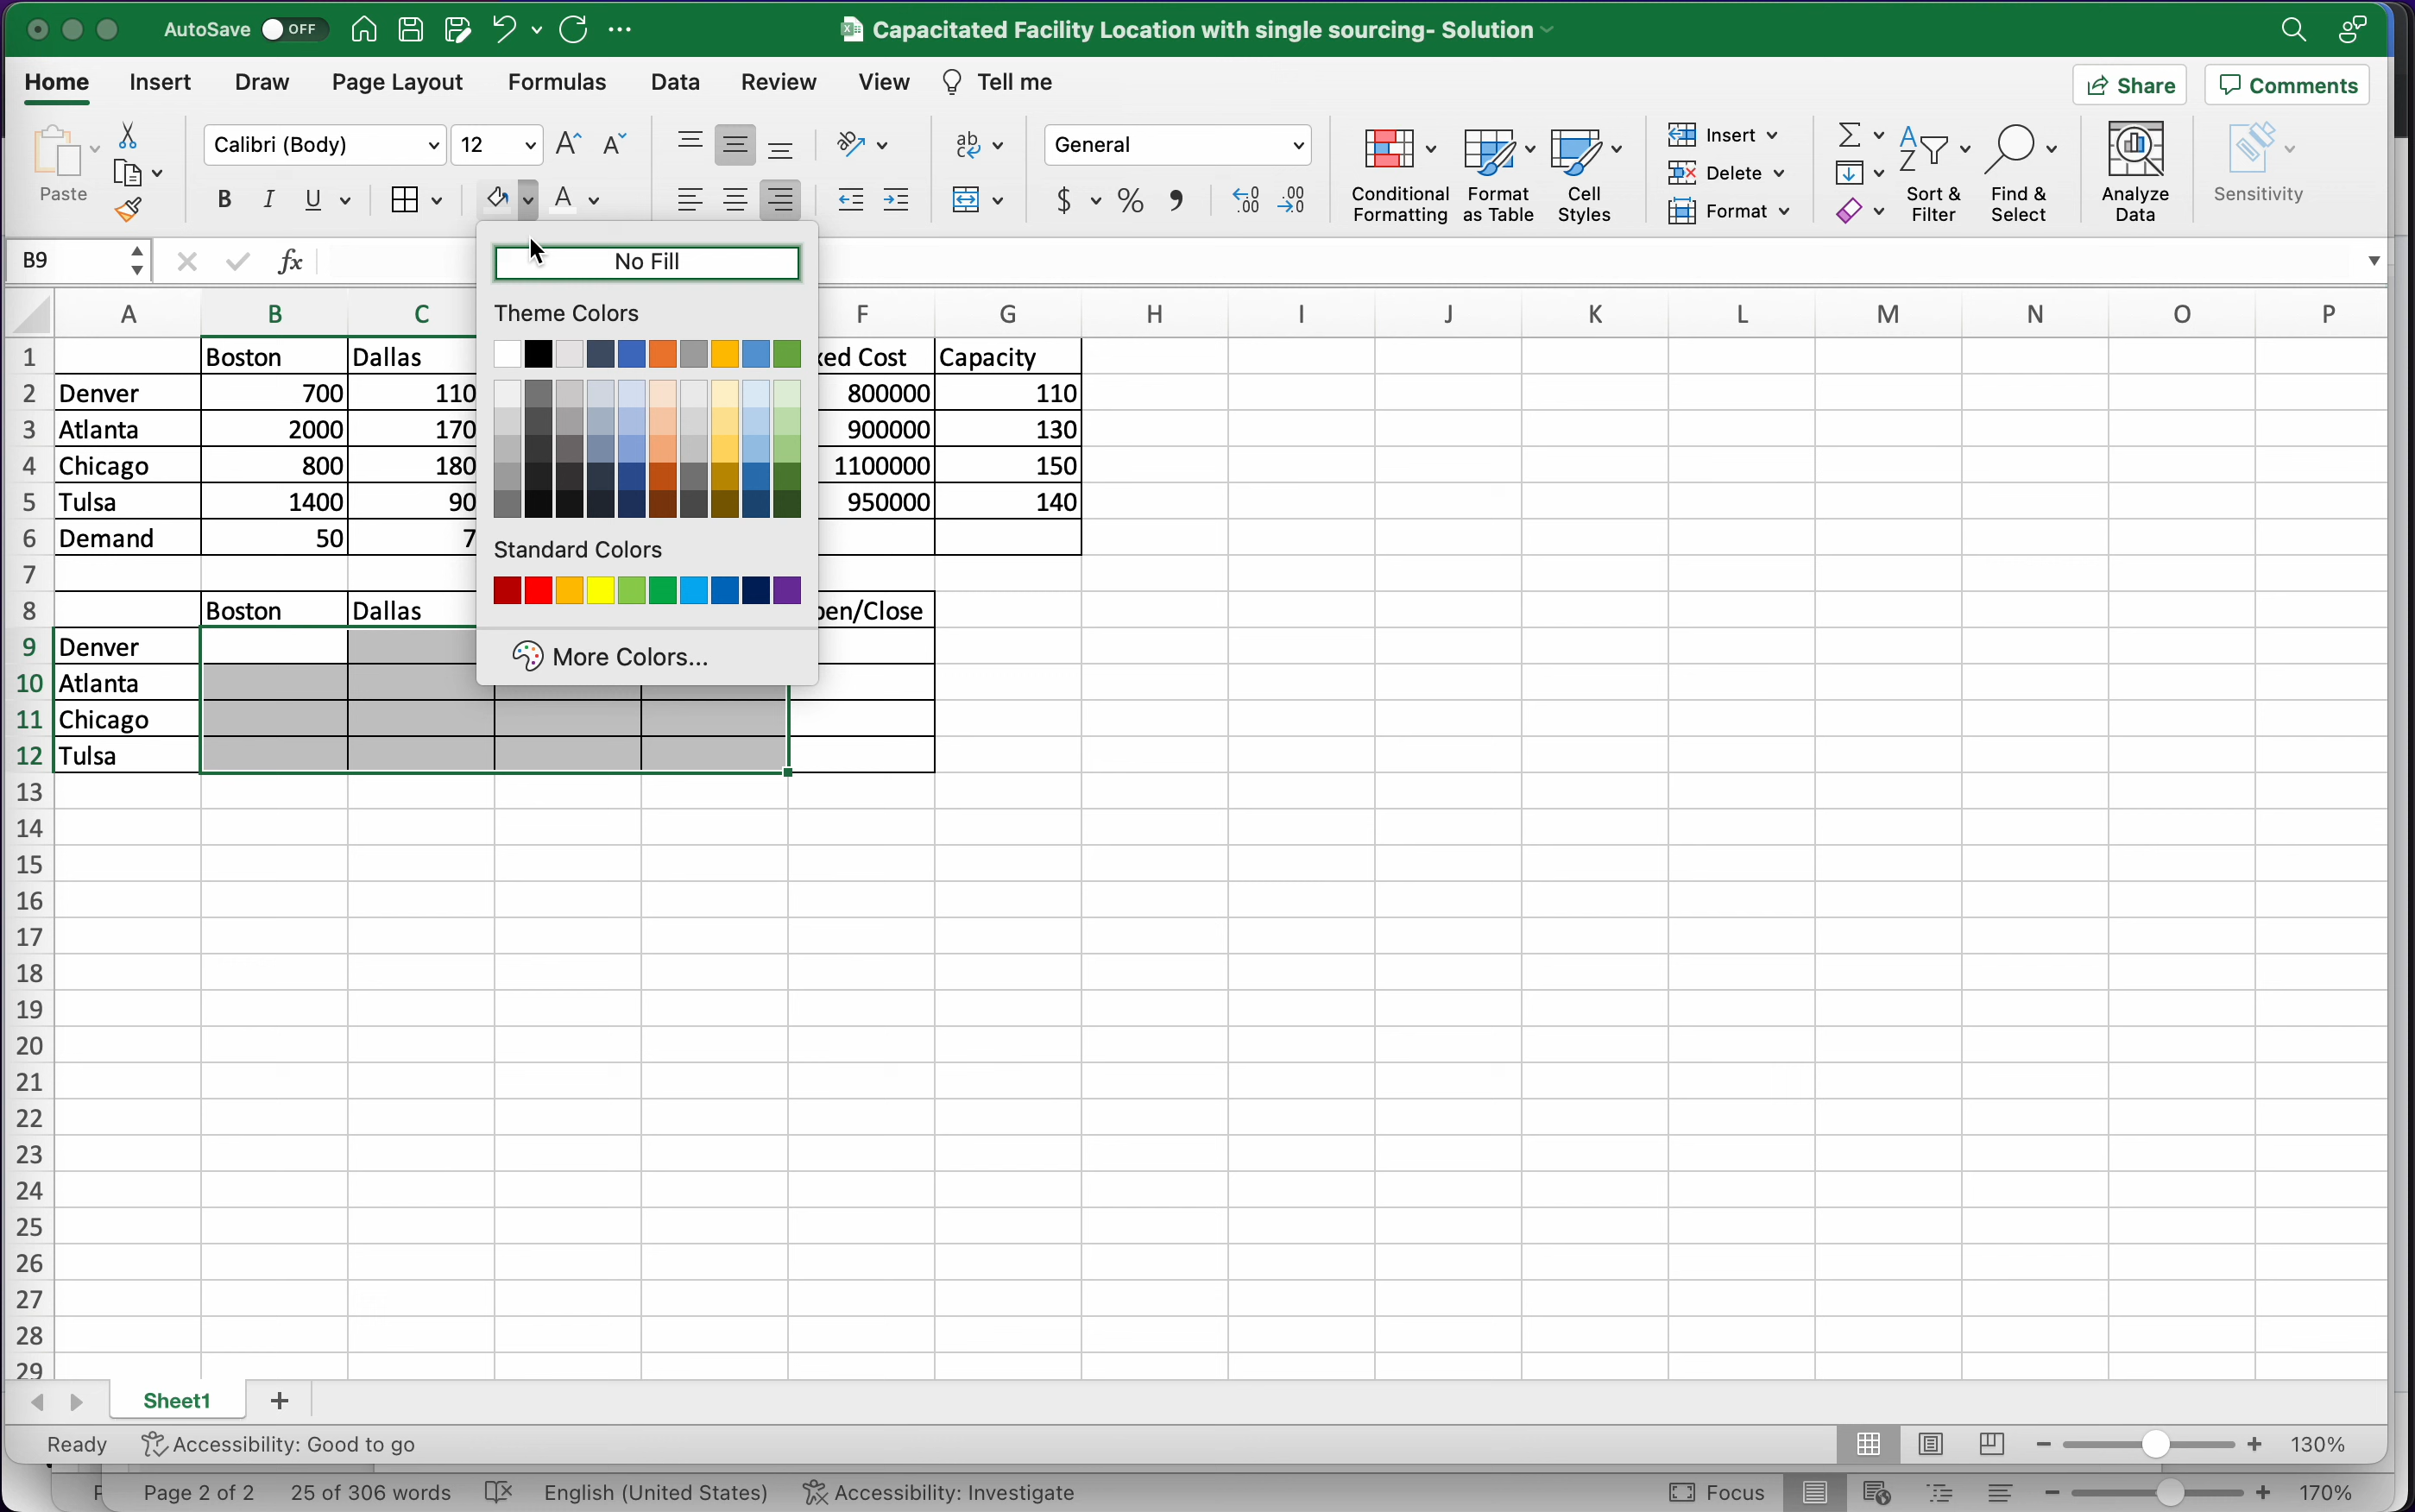 AutoSave OFF Capacitated Facility Location with single sourcing- Solution
Home Insert Draw Page Layout Formulas Data Review View Tell me Share Comments
Paste Calibri (Body) 12 General Conditional Formatting Format as Table Cell Styles Insert Delete Format Sort & Filter Find & Select Analyze Data Sensitivity
B9 fx
No Fill
Theme Colors
Standard Colors
More Colors...
A B C F G H I J K L M N O P
1 Boston Dallas Cost Capacity
2 Denver 700 110 800000 110
3 Atlanta 2000 170 900000 130
4 Chicago 800 180 1100000 150
5 Tulsa 1400 90 950000 140
6 Demand 50 7
7
8 Boston Dallas pen/Close
9 Denver
10 Atlanta
11 Chicago
12 Tulsa
13
14
15
16
17
18
19
20
21
22
23
24
25
26
27
28
29
Sheet1 +
Ready Accessibility: Good to go 130%
Page 2 of 2 25 of 306 words English (United States) Accessibility: Investigate Focus 170%